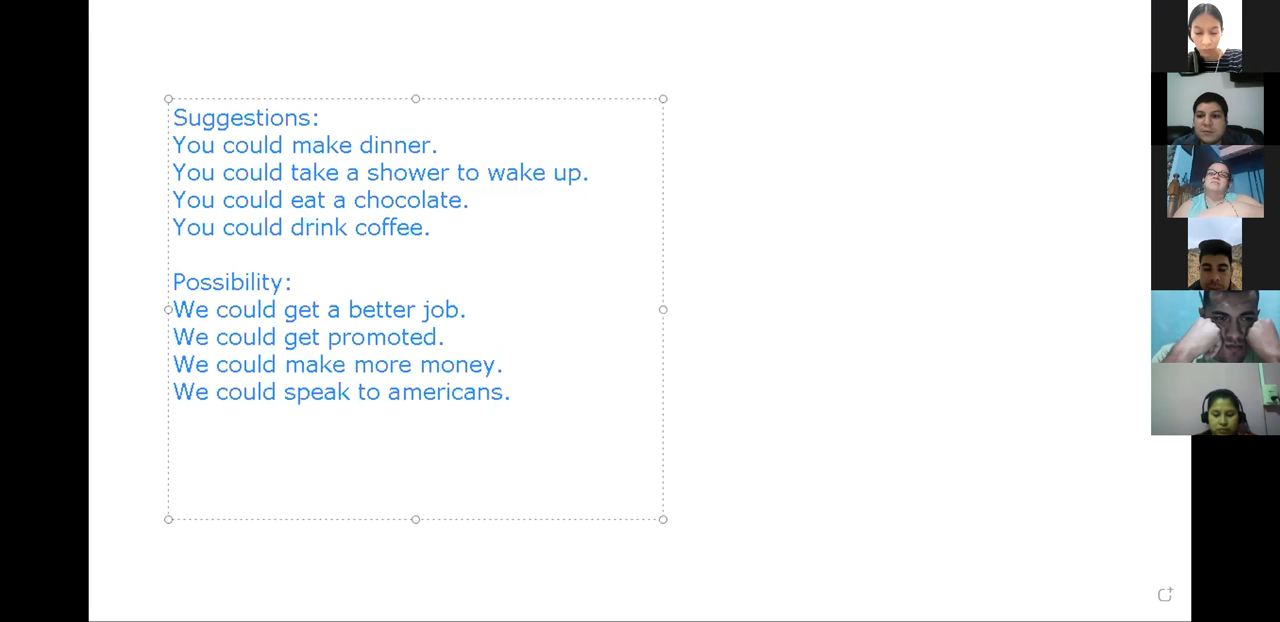 Suggestions:
You could make dinner.
You could take a shower to wake up.
You could eat a chocolate.
You could drink coffee.
Possibility:
We could get a better job.
We could get promoted.
We could make more money.
We could speak to americans.